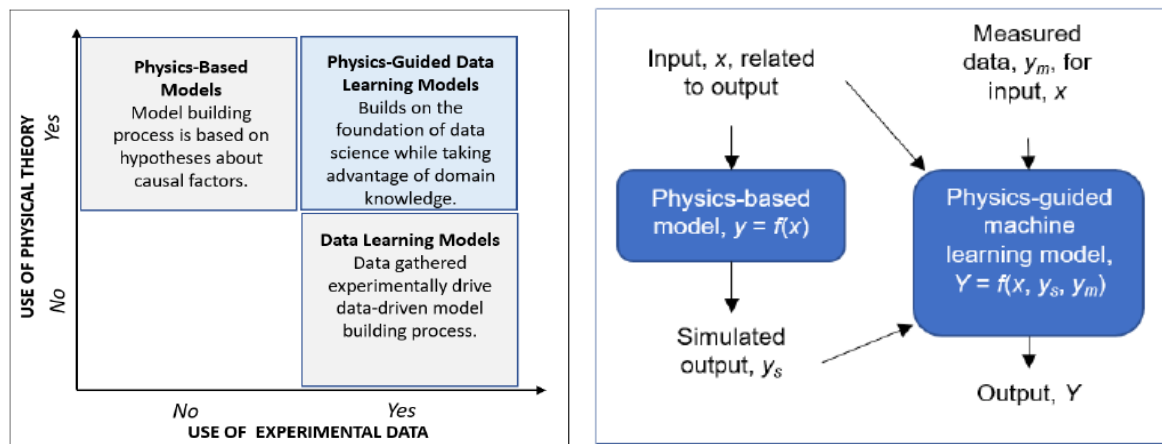 Physics-Based
Models
Model building
process is based on
hypotheses about
causal factors.
Physics-Guided Data
Learning Models
Builds on the
foundation of data
science while taking
advantage of domain
knowledge.
Data Learning Models
Data gathered
experimentally drive
data-driven model
building process.
USE OF PHYSICAL THEORY
Yes
No
No
Yes
USE OF EXPERIMENTAL DATA
Input, x, related
to output
Measured
data, yₘ, for
input, x
Physics-based
model, y = f(x)
Physics-guided
machine
learning model,
Y = f(x, yₛ, yₘ)
Simulated
output, yₛ
Output, Y